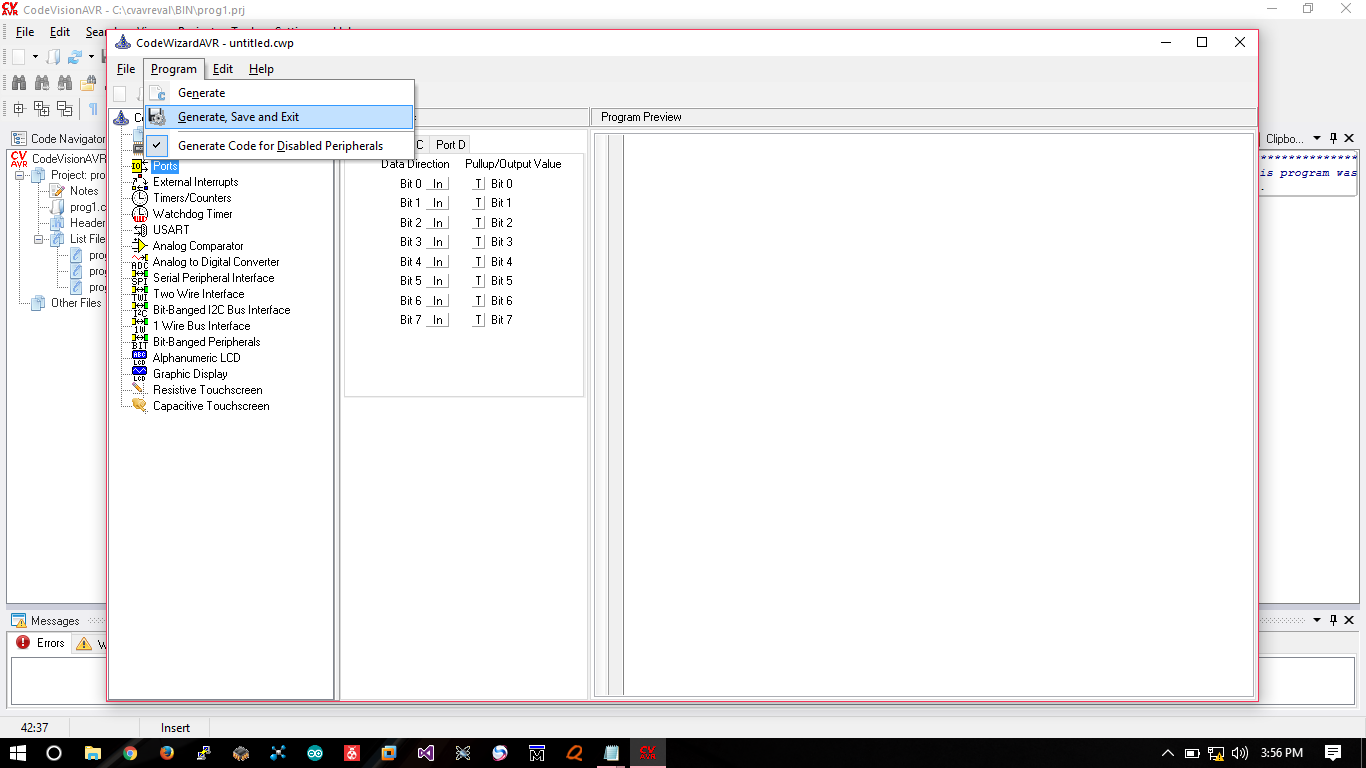 CodeVisionAVR - C:\cvavreval\BIN\prog1.prj
File Edit
CodeWizardAVR - untitled.cwp
File Program Edit Help
Generate
Generate, Save and Exit
Generate Code for Disabled Peripherals
Program Preview
Port D
Data Direction Pullup/Output Value
Bit 0 In T Bit 0
Bit 1 In T Bit 1
Bit 2 In T Bit 2
Bit 3 In T Bit 3
Bit 4 In T Bit 4
Bit 5 In T Bit 5
Bit 6 In T Bit 6
Bit 7 In T Bit 7
Ports
External Interrupts
Timers/Counters
Watchdog Timer
USART
Analog Comparator
Analog to Digital Converter
Serial Peripheral Interface
Two Wire Interface
Bit-Banged I2C Bus Interface
1 Wire Bus Interface
Bit-Banged Peripherals
Alphanumeric LCD
Graphic Display
Resistive Touchscreen
Capacitive Touchscreen
Code Navigator
CodeVisionAVR
Project: pro
Notes
prog1.c
Header
List File
prog
prog
prog
Other Files
Clipbo...
*************
is program was
.
Messages
Errors
42:37 Insert
3:56 PM